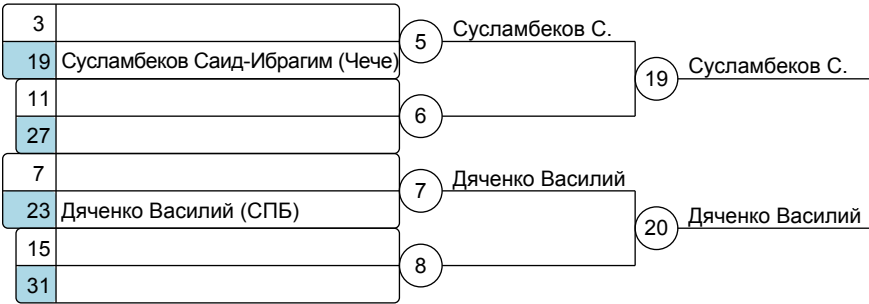 3
5 Сусламбеков С.
19 Сусламбеков Саид-Ибрагим (Чече)
19 Сусламбеков С.
11
6
27
7
7 Дяченко Василий
23 Дяченко Василий (СПБ)
20 Дяченко Василий
15
8
31